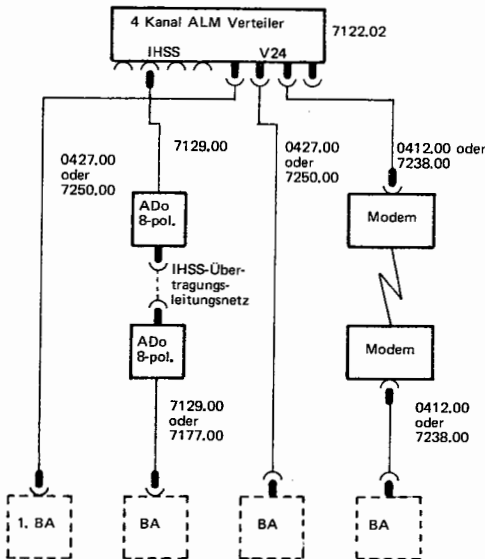 4 Kanal ALM Verteiler
7122.02
IHSS
V24
0427.00
oder
7250.00
7129.00
0427.00
oder
7250.00
0412.00 oder
7238.00
ADo
8-pol.
Modem
IHSS-Über-
tragungs-
leitungsnetz
ADo
8-pol.
Modem
7129.00
oder
7177.00
0412.00
oder
7238.00
1. BA
BA
BA
BA